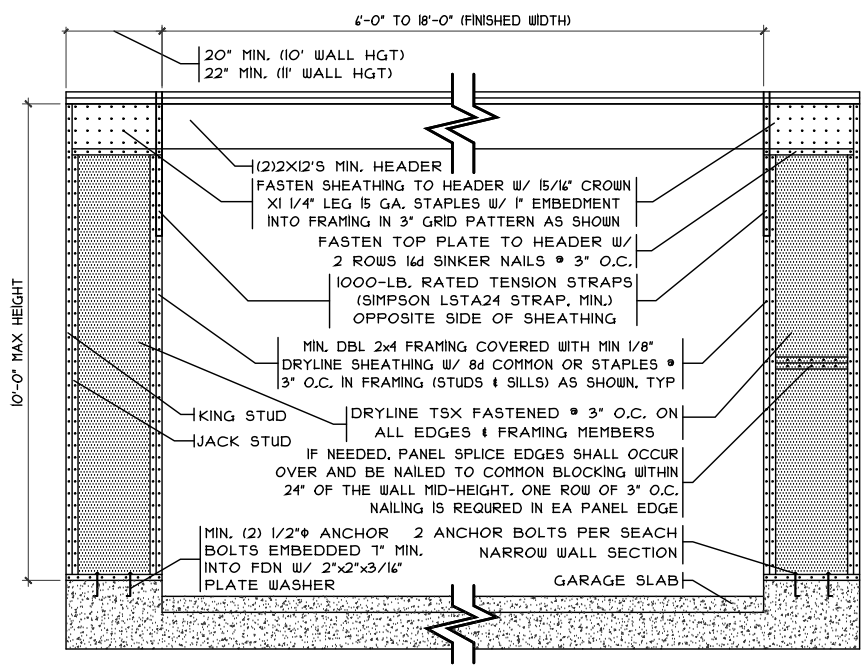 6'-0" TO 18'-0" (FINISHED WIDTH)
20" MIN. (10' WALL HGT)
22" MIN. (11' WALL HGT)
(2)2X12'S MIN. HEADER
FASTEN SHEATHING TO HEADER W/ 15/16" CROWN
X1 1/4" LEG 15 GA. STAPLES W/ 1" EMBEDMENT
INTO FRAMING IN 3" GRID PATTERN AS SHOWN
FASTEN TOP PLATE TO HEADER W/
2 ROWS 16d SINKER NAILS @ 3" O.C.
1000-LB. RATED TENSION STRAPS
(SIMPSON LSTA24 STRAP, MIN.)
OPPOSITE SIDE OF SHEATHING
10'-0" MAX HEIGHT
MIN. DBL 2x4 FRAMING COVERED WITH MIN 1/8"
DRYLINE SHEATHING W/ 8d COMMON OR STAPLES @
3" O.C. IN FRAMING (STUDS & SILLS) AS SHOWN, TYP
KING STUD
JACK STUD
DRYLINE TSX FASTENED @ 3" O.C. ON
ALL EDGES & FRAMING MEMBERS
IF NEEDED, PANEL SPLICE EDGES SHALL OCCUR
OVER AND BE NAILED TO COMMON BLOCKING WITHIN
24" OF THE WALL MID-HEIGHT. ONE ROW OF 3" O.C.
NAILING IS REQURED IN EA PANEL EDGE
MIN. (2) 1/2"Φ ANCHOR
BOLTS EMBEDDED 7" MIN.
INTO FDN W/ 2"x2"x3/16"
PLATE WASHER
2 ANCHOR BOLTS PER SEACH
NARROW WALL SECTION
GARAGE SLAB